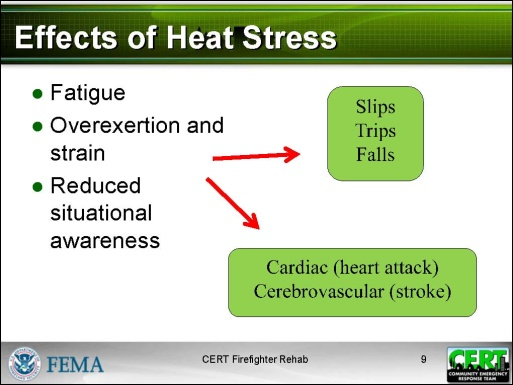 Effects of Heat Stress
● Fatigue
● Overexertion and
strain
● Reduced
situational
awareness
Slips
Trips
Falls
Cardiac (heart attack)
Cerebrovascular (stroke)
FEMA
CERT Firefighter Rehab
9
CERT
COMMUNITY EMERGENCY
RESPONSE TEAM